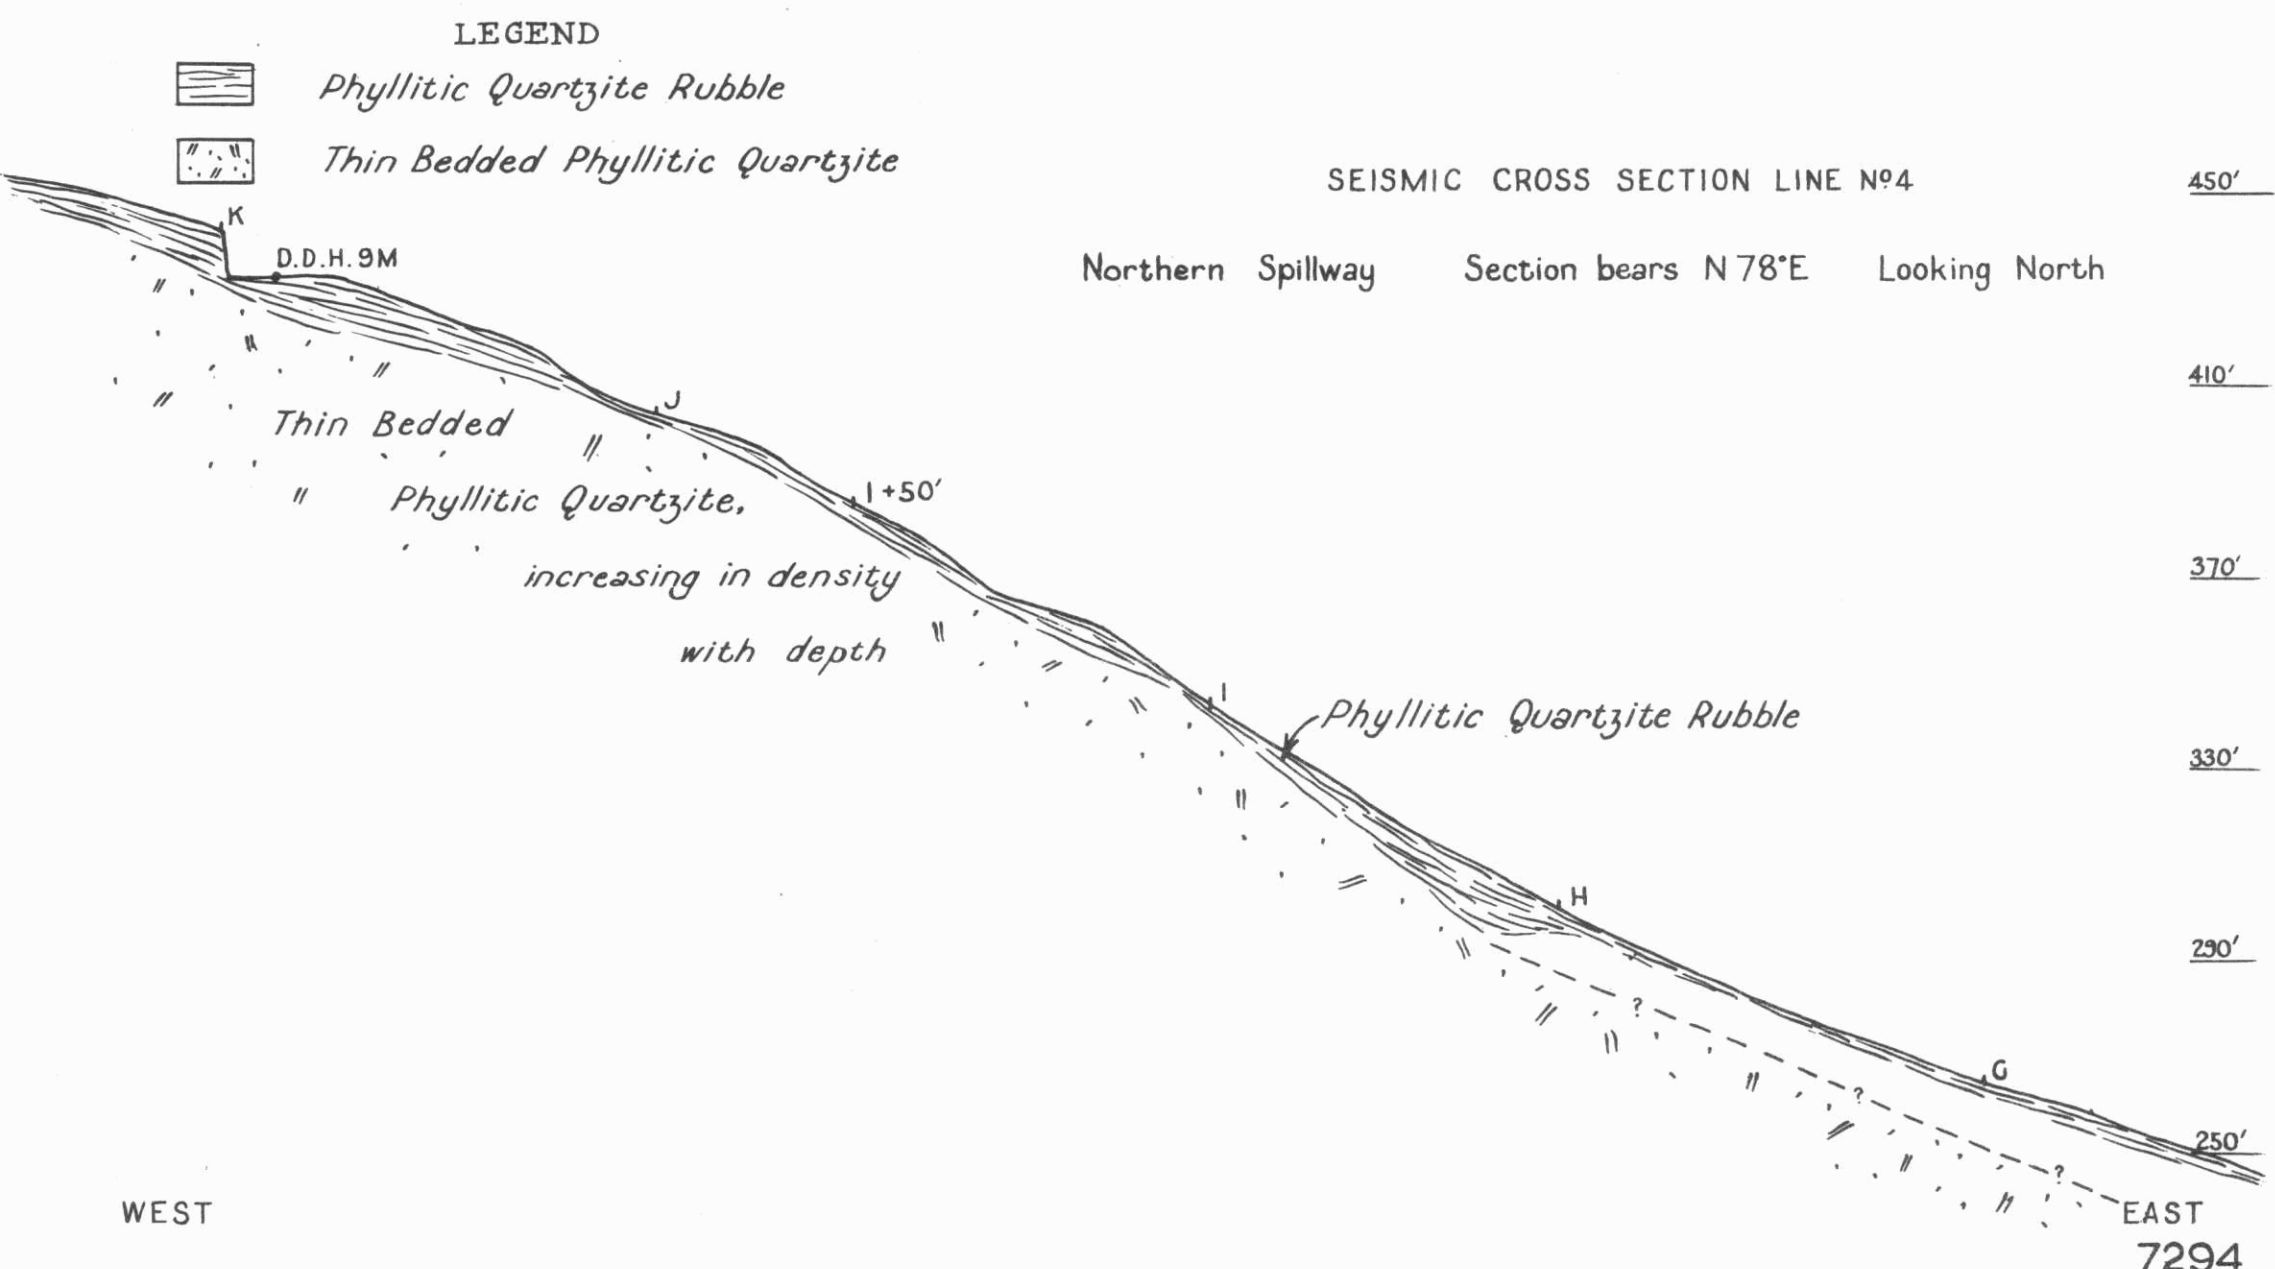 LEGEND
Phyllitic Quartzite Rubble
Thin Bedded Phyllitic Quartzite
SEISMIC CROSS SECTION LINE Nº4
450'
K
D.D.H. 9M
Northern Spillway Section bears N 78°E Looking North
410'
J
Thin Bedded
I+50'
Phyllitic Quartzite,
370'
increasing in density
with depth
I
Phyllitic Quartzite Rubble
330'
H
290'
?
G
?
250'
?
WEST
EAST
7294